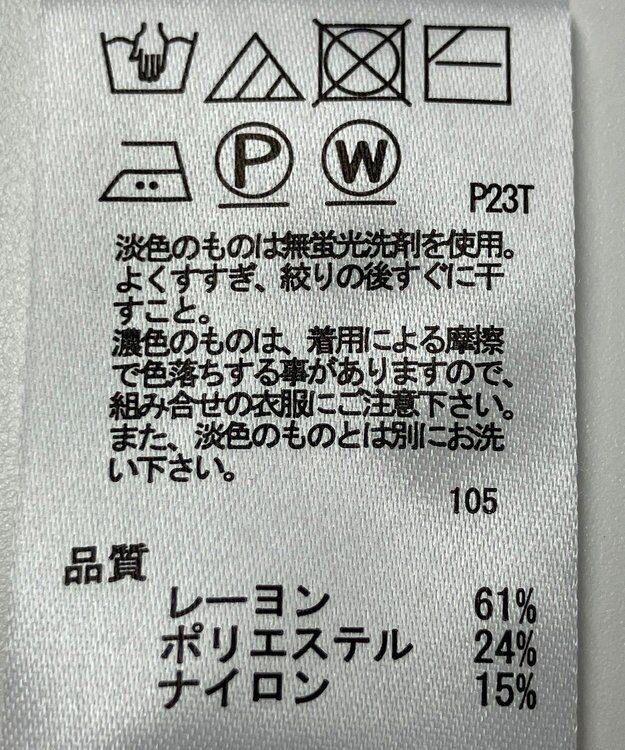 P
W
P23T
淡色のものは無蛍光洗剤を使用。
よくすすぎ、絞りの後すぐに干
すこと。
濃色のものは、着用による摩擦
で色落ちする事がありますので、
組み合せの衣服にご注意下さい。
また、淡色のものとは別にお洗
い下さい。
105
品質
レーヨン 61%
ポリエステル 24%
ナイロン 15%